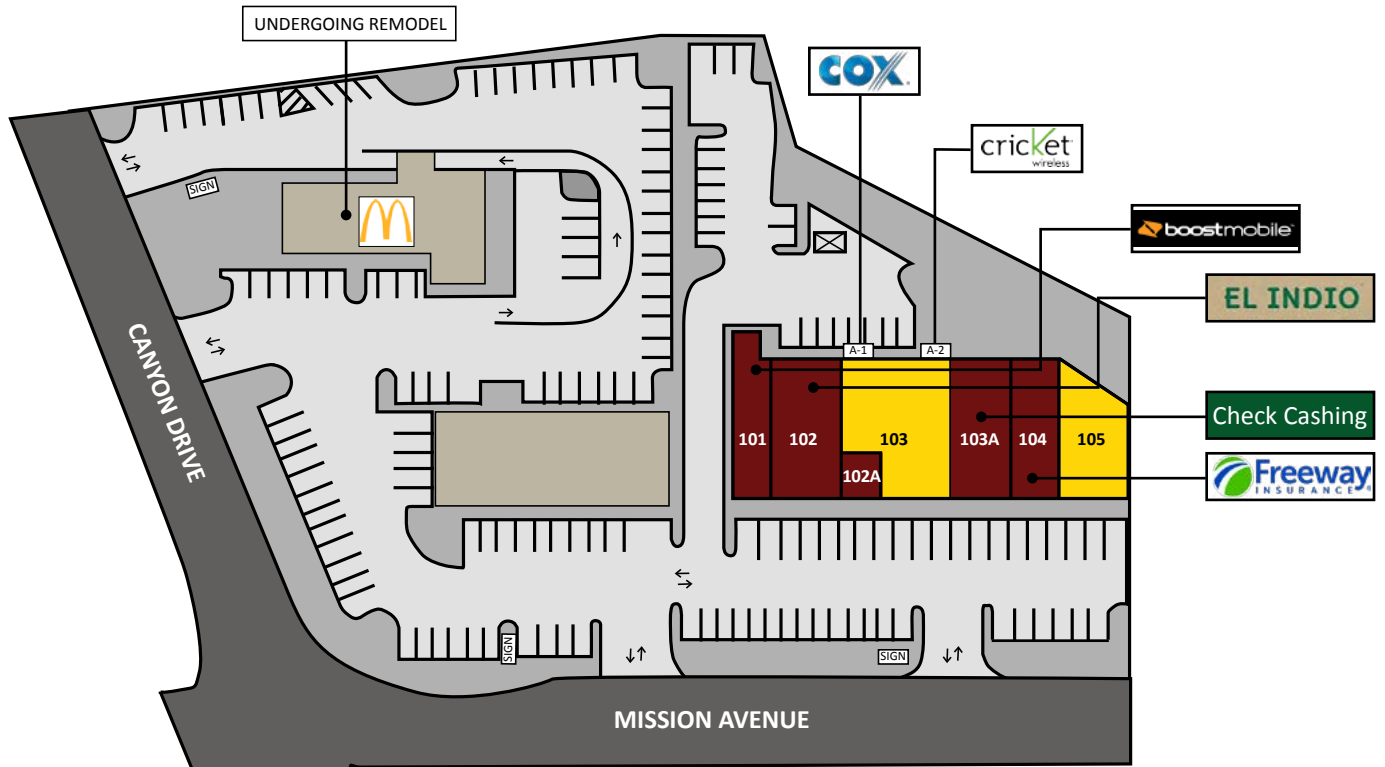 UNDERGOING REMODEL
COX
cricket
wireless
boostmobile
EL INDIO
Check Cashing
Freeway
INSURANCE
SIGN
A-1
A-2
101
102
103
102A
103A
104
105
CANYON DRIVE
SIGN
SIGN
MISSION AVENUE